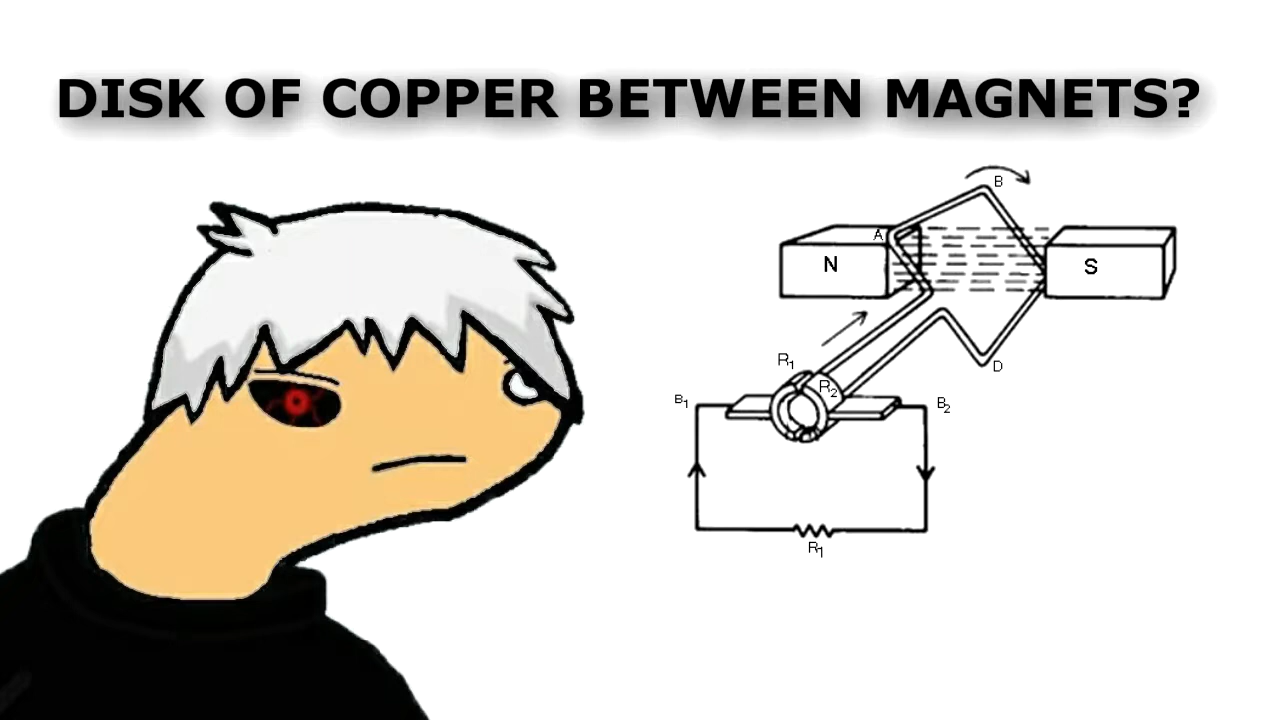 DISK OF COPPER BETWEEN MAGNETS?
B
A
N
S
R1
R2
D
B1
B2
R1